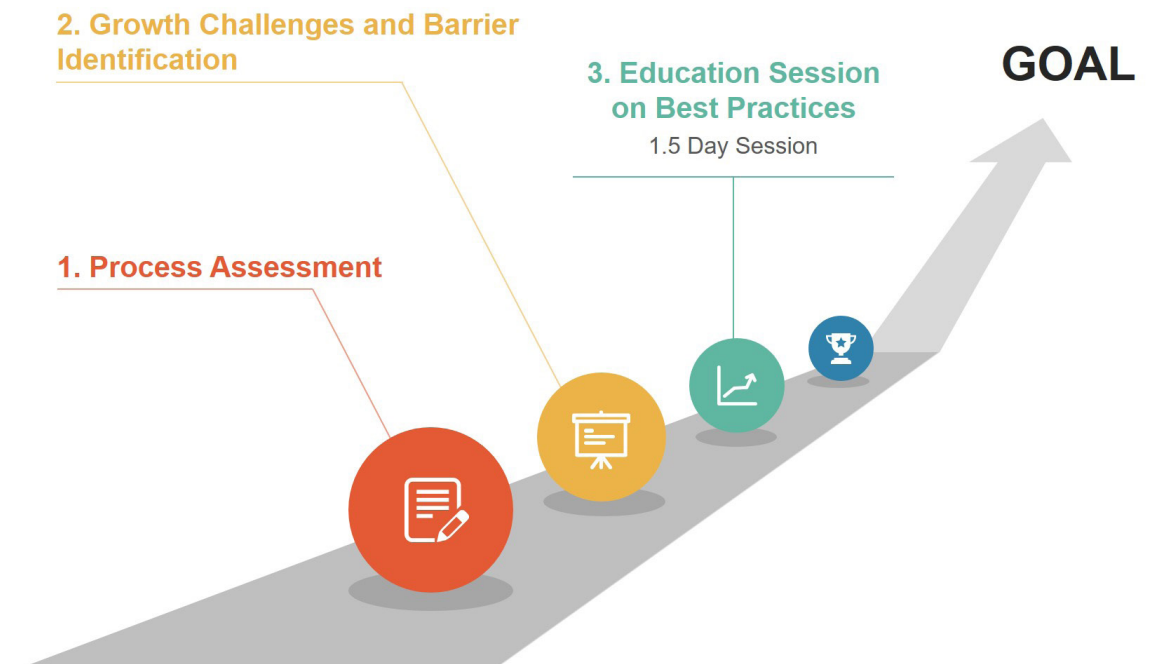 2. Growth Challenges and Barrier
Identification
3. Education Session
on Best Practices
1.5 Day Session
GOAL
1. Process Assessment